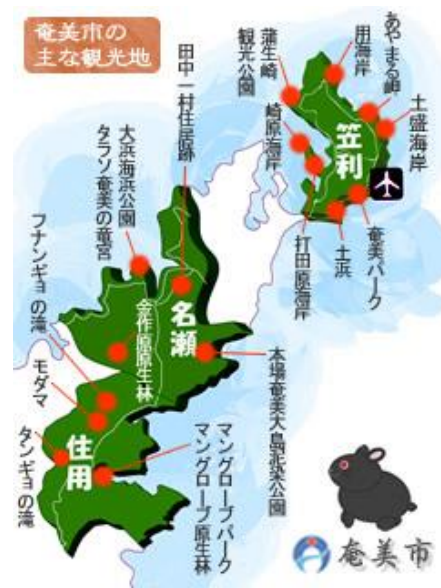 奄美市の
主な観光地
あやまる岬
用海岸
蒲生崎
観光公園
崎原海岸
土盛海岸
笠利
奄美パーク
土浜
打田原海岸
田中一村住居跡
大浜海浜公園
タラソ奄美の竜宮
名瀬
金作原原生林
フナンギョの滝
モダマ
本場奄美大島泥染公園
住用
タンギョの滝
マングローブパーク
マングローブ原生林
奄美市